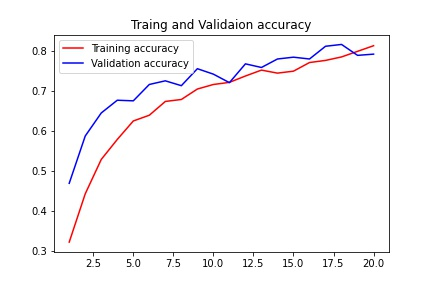 Traing and Validaion accuracy
Training accuracy
Validation accuracy
0.8
0.7
0.6
0.5
0.4
0.3
2.5 5.0 7.5 10.0 12.5 15.0 17.5 20.0